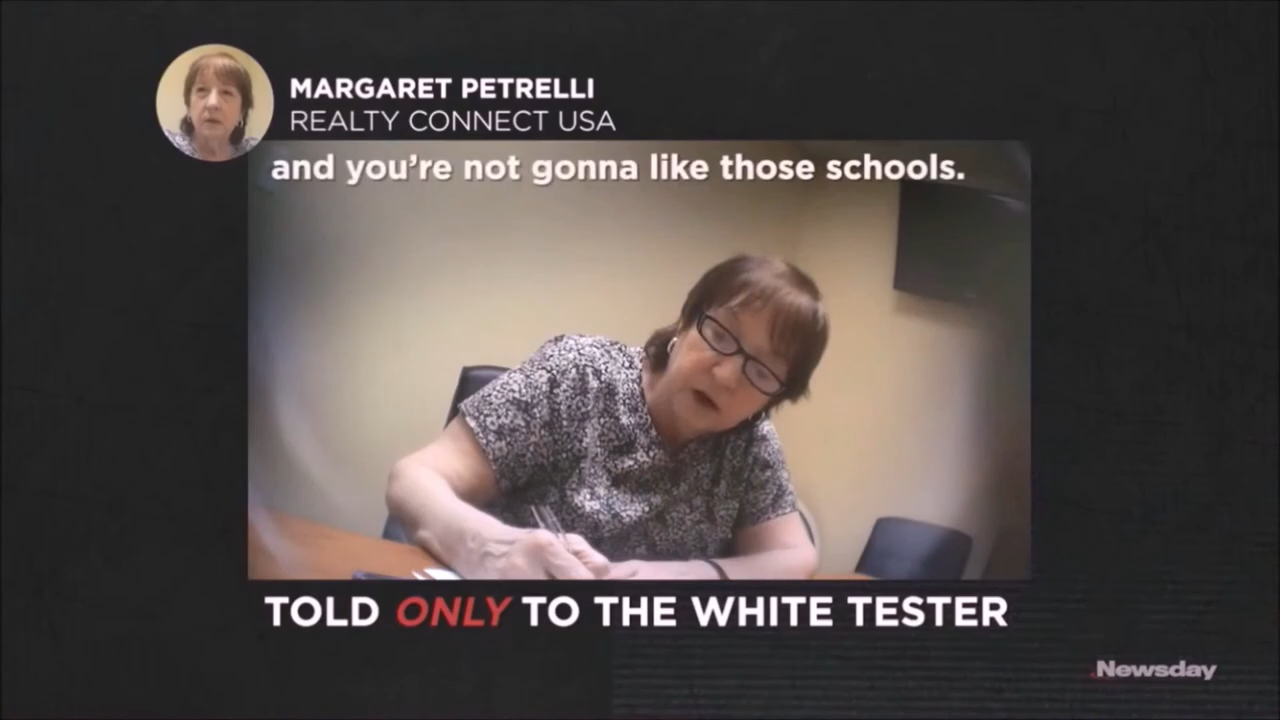 MARGARET PETRELLI
REALTY CONNECT USA
and you're not gonna like those schools.
TOLD ONLY TO THE WHITE TESTER
Newsday